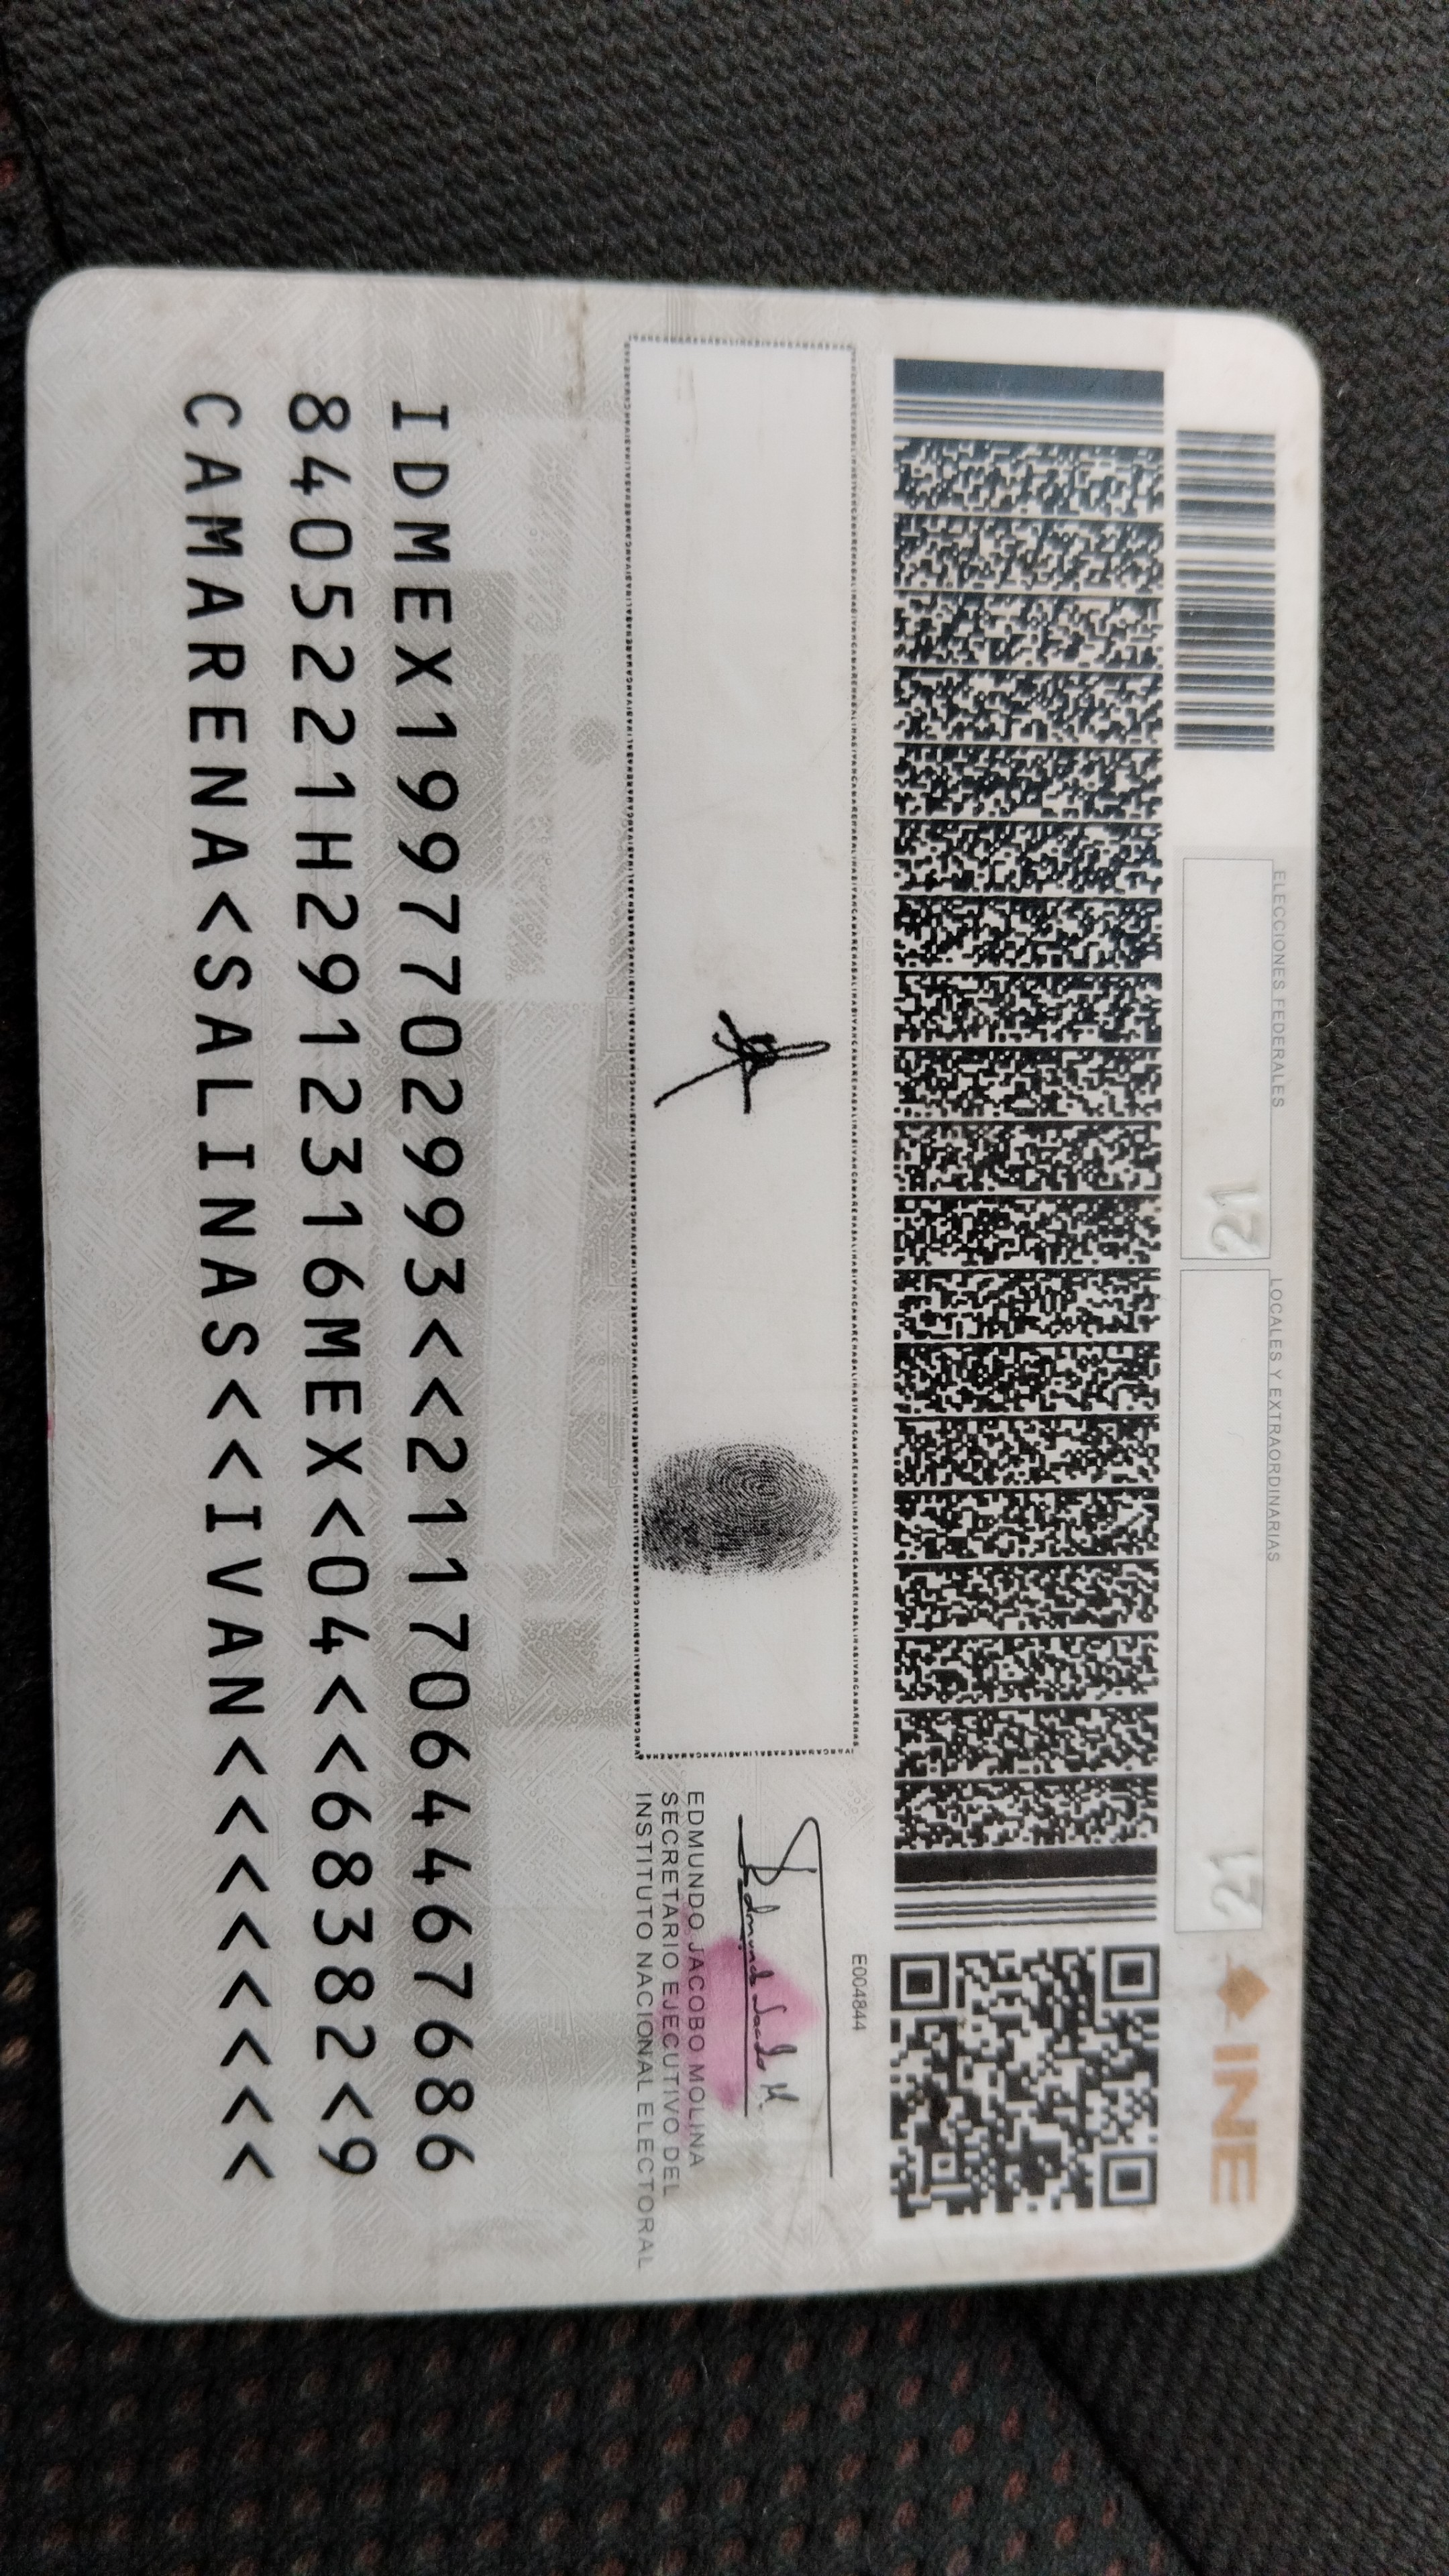 ELECCIONES FEDERALES
LOCALES Y EXTRAORDINARIAS
INE
21
21
E004844
EDMUNDO JACOBO MOLINA
SECRETARIO EJECUTIVO DEL
INSTITUTO NACIONAL ELECTORAL
IDMEX1997702993<<2117064467686
8405221H2912316MEX<04<<68382<9
CAMARENA<SALINAS<<IVAN<<<<<<<<